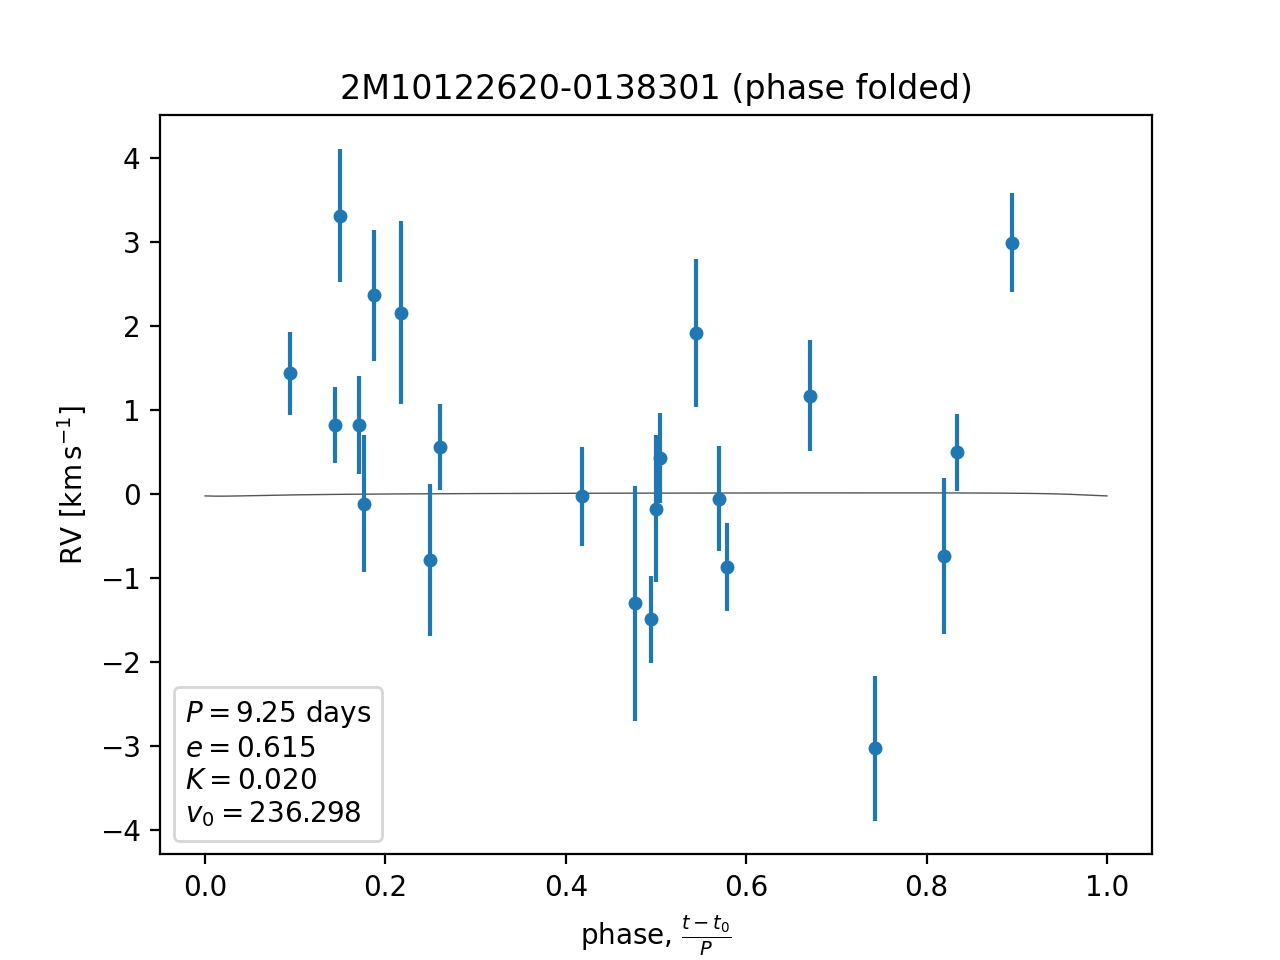 2M10122620-0138301 (phase folded)
RV [km s⁻¹]
4
3
2
1
0
−1
−2
−3
−4
P = 9.25 days
e = 0.615
K = 0.020
v₀ = 236.298
0.0 0.2 0.4 0.6 0.8 1.0
phase, (t − t₀)/P